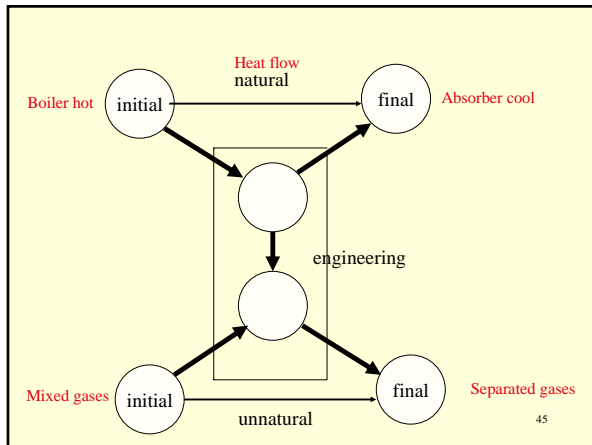 Heat flow
natural
Boiler hot
initial
final
Absorber cool
engineering
Mixed gases
initial
final
Separated gases
unnatural
45